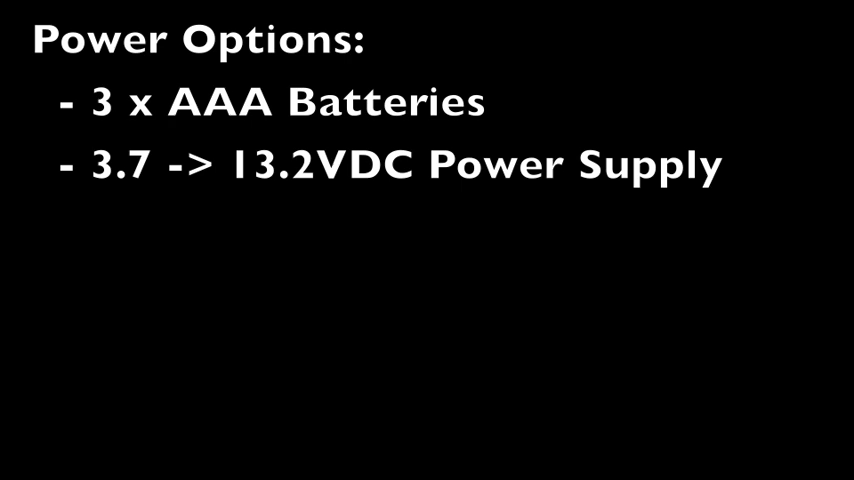 Power Options:
- 3 x AAA Batteries
- 3.7 -> 13.2VDC Power Supply